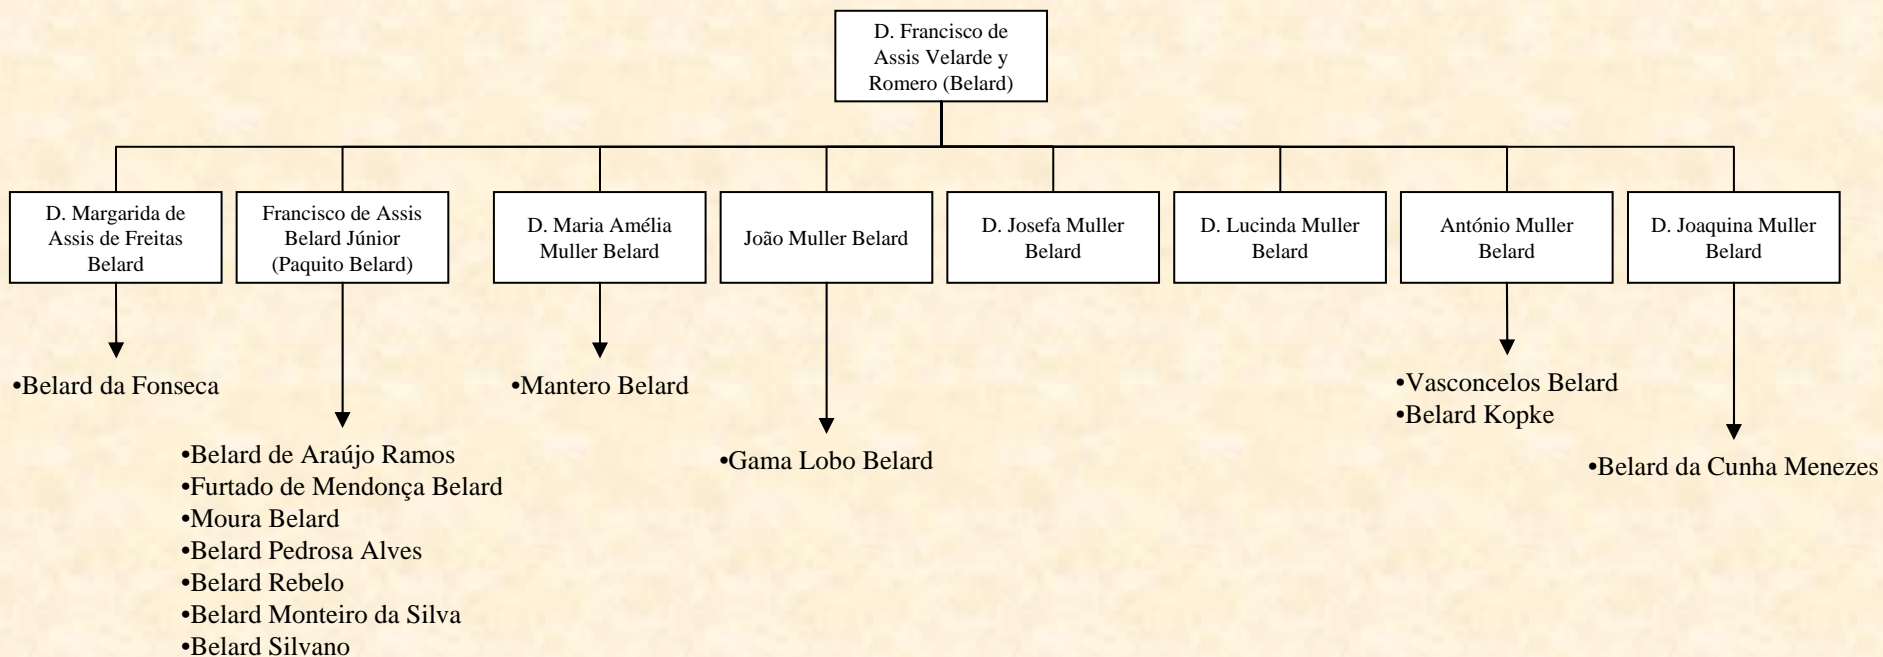 D. Francisco de
Assis Velarde y
Romero (Belard)
D. Margarida de
Assis de Freitas
Belard
Francisco de Assis
Belard Júnior
(Paquito Belard)
D. Maria Amélia
Muller Belard
João Muller Belard
D. Josefa Muller
Belard
D. Lucinda Muller
Belard
António Muller
Belard
D. Joaquina Muller
Belard
•Belard da Fonseca
•Belard de Araújo Ramos
•Furtado de Mendonça Belard
•Moura Belard
•Belard Pedrosa Alves
•Belard Rebelo
•Belard Monteiro da Silva
•Belard Silvano
•Mantero Belard
•Gama Lobo Belard
•Vasconcelos Belard
•Belard Kopke
•Belard da Cunha Menezes